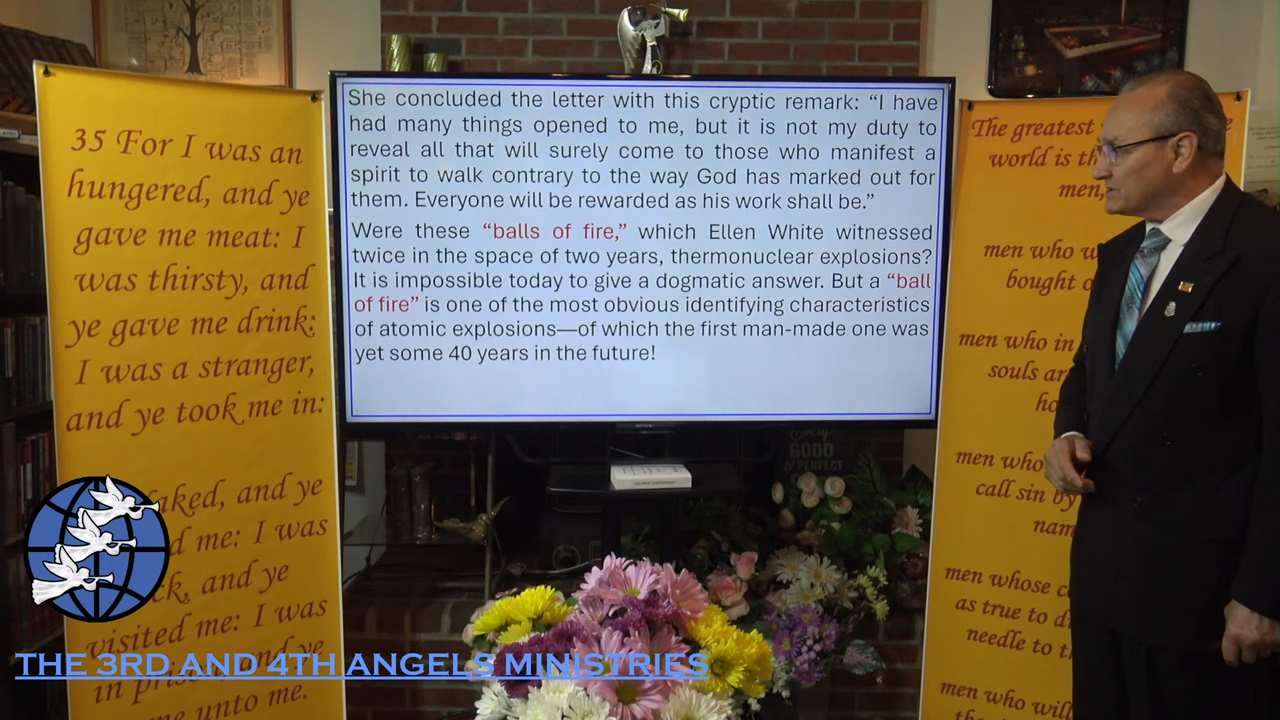 35 For I was an
hungered, and ye
gave me meat: I
was thirsty, and
ye gave me drink:
I was a stranger,
and ye took me in:
aked, and ye
d me: I was
ck, and ye
visited me: I was
in prison, and ye
me unto me.
She concluded the letter with this cryptic remark: “I have
had many things opened to me, but it is not my duty to
reveal all that will surely come to those who manifest a
spirit to walk contrary to the way God has marked out for
them. Everyone will be rewarded as his work shall be.”
Were these “balls of fire,” which Ellen White witnessed
twice in the space of two years, thermonuclear explosions?
It is impossible today to give a dogmatic answer. But a “ball
of fire” is one of the most obvious identifying characteristics
of atomic explosions—of which the first man-made one was
yet some 40 years in the future!
The greatest
world is th
men,
men who w
bought o
men who in
souls ar
ho
men who
call sin by
nam
men whose c
as true to d
needle to t
men who will
GOOD
PERFECT
THE 3RD AND 4TH ANGELS MINISTRIES